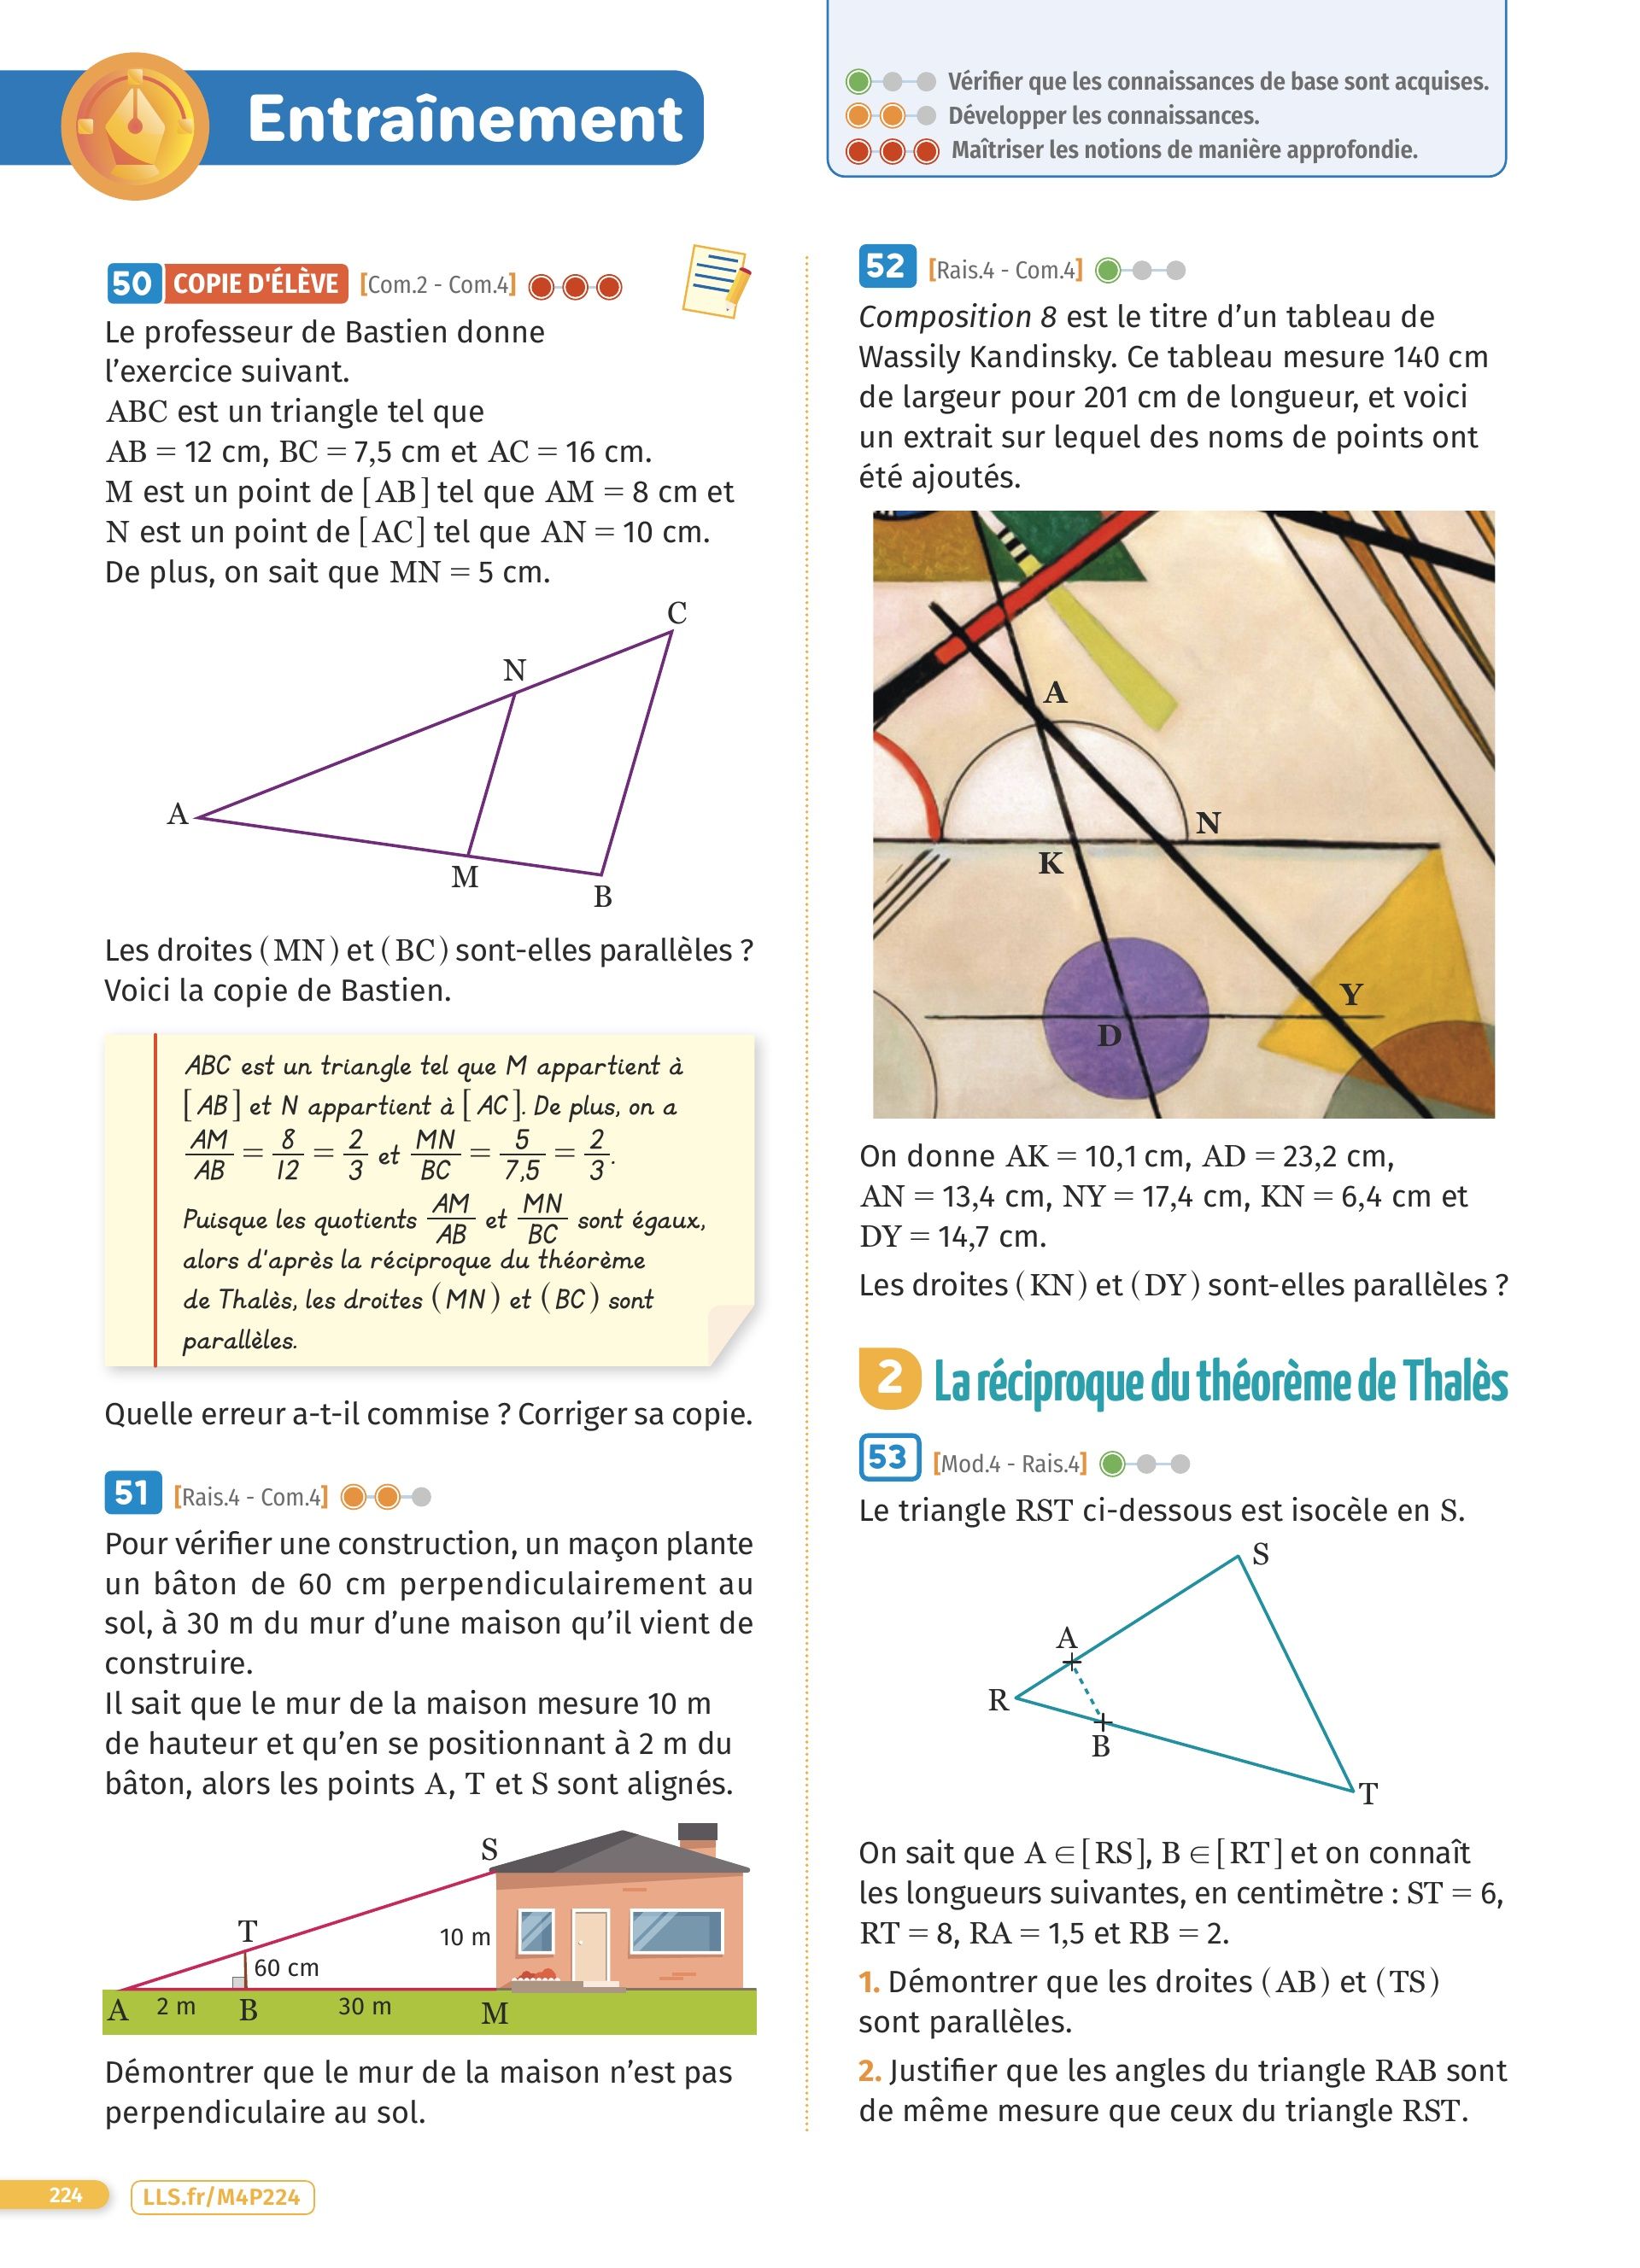 Entraînement
Vérifier que les connaissances de base sont acquises.
Développer les connaissances.
Maîtriser les notions de manière approfondie.
50 COPIE D'ÉLÈVE [Com.2 - Com.4]
Le professeur de Bastien donne
l'exercice suivant.
ABC est un triangle tel que
AB = 12 cm, BC = 7,5 cm et AC = 16 cm.
M est un point de [AB] tel que AM = 8 cm et
N est un point de [AC] tel que AN = 10 cm.
De plus, on sait que MN = 5 cm.
C
N
A
M
B
Les droites (MN) et (BC) sont-elles parallèles ?
Voici la copie de Bastien.
ABC est un triangle tel que M appartient à
[AB] et N appartient à [AC]. De plus, on a
AM/AB = 8/12 = 2/3 et MN/BC = 5/7,5 = 2/3.
Puisque les quotients AM/AB et MN/BC sont égaux,
alors d'après la réciproque du théorème
de Thalès, les droites (MN) et (BC) sont
parallèles.
Quelle erreur a-t-il commise ? Corriger sa copie.
51 [Rais.4 - Com.4]
Pour vérifier une construction, un maçon plante
un bâton de 60 cm perpendiculairement au
sol, à 30 m du mur d'une maison qu'il vient de
construire.
Il sait que le mur de la maison mesure 10 m
de hauteur et qu'en se positionnant à 2 m du
bâton, alors les points A, T et S sont alignés.
S
T
10 m
60 cm
A 2 m B 30 m M
Démontrer que le mur de la maison n'est pas
perpendiculaire au sol.
52 [Rais.4 - Com.4]
Composition 8 est le titre d'un tableau de
Wassily Kandinsky. Ce tableau mesure 140 cm
de largeur pour 201 cm de longueur, et voici
un extrait sur lequel des noms de points ont
été ajoutés.
A
N
K
Y
D
On donne AK = 10,1 cm, AD = 23,2 cm,
AN = 13,4 cm, NY = 17,4 cm, KN = 6,4 cm et
DY = 14,7 cm.
Les droites (KN) et (DY) sont-elles parallèles ?
2 La réciproque du théorème de Thalès
53 [Mod.4 - Rais.4]
Le triangle RST ci-dessous est isocèle en S.
S
A
R
B
T
On sait que A ∈ [RS], B ∈ [RT] et on connaît
les longueurs suivantes, en centimètre : ST = 6,
RT = 8, RA = 1,5 et RB = 2.
1. Démontrer que les droites (AB) et (TS)
sont parallèles.
2. Justifier que les angles du triangle RAB sont
de même mesure que ceux du triangle RST.
224
LLS.fr/M4P224